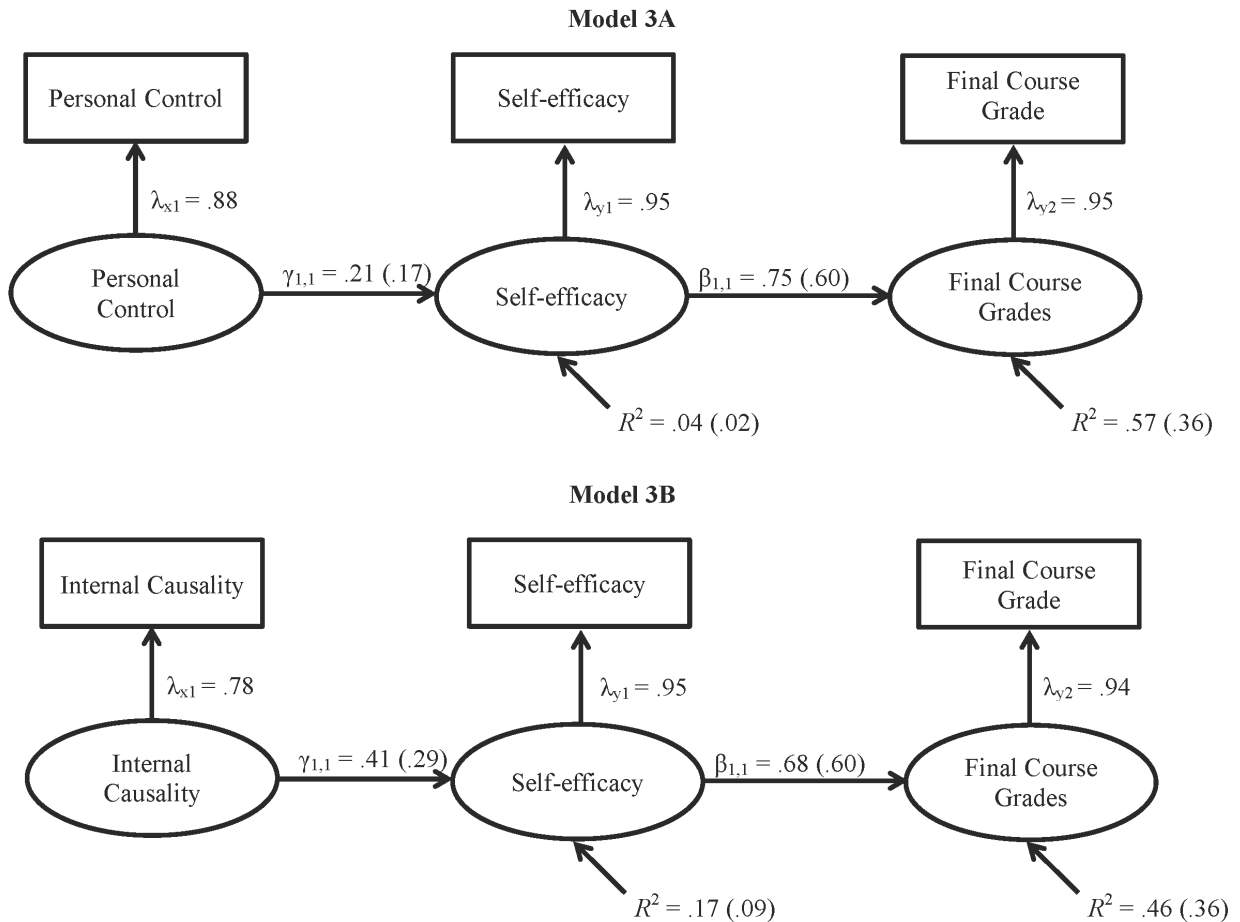 Model 3A
Personal Control
Self-efficacy
Final Course
Grade
λx1 = .88
λy1 = .95
λy2 = .95
Personal
Control
γ1,1 = .21 (.17)
Self-efficacy
β1,1 = .75 (.60)
Final Course
Grades
R² = .04 (.02)
R² = .57 (.36)
Model 3B
Internal Causality
Self-efficacy
Final Course
Grade
λx1 = .78
λy1 = .95
λy2 = .94
Internal
Causality
γ1,1 = .41 (.29)
Self-efficacy
β1,1 = .68 (.60)
Final Course
Grades
R² = .17 (.09)
R² = .46 (.36)